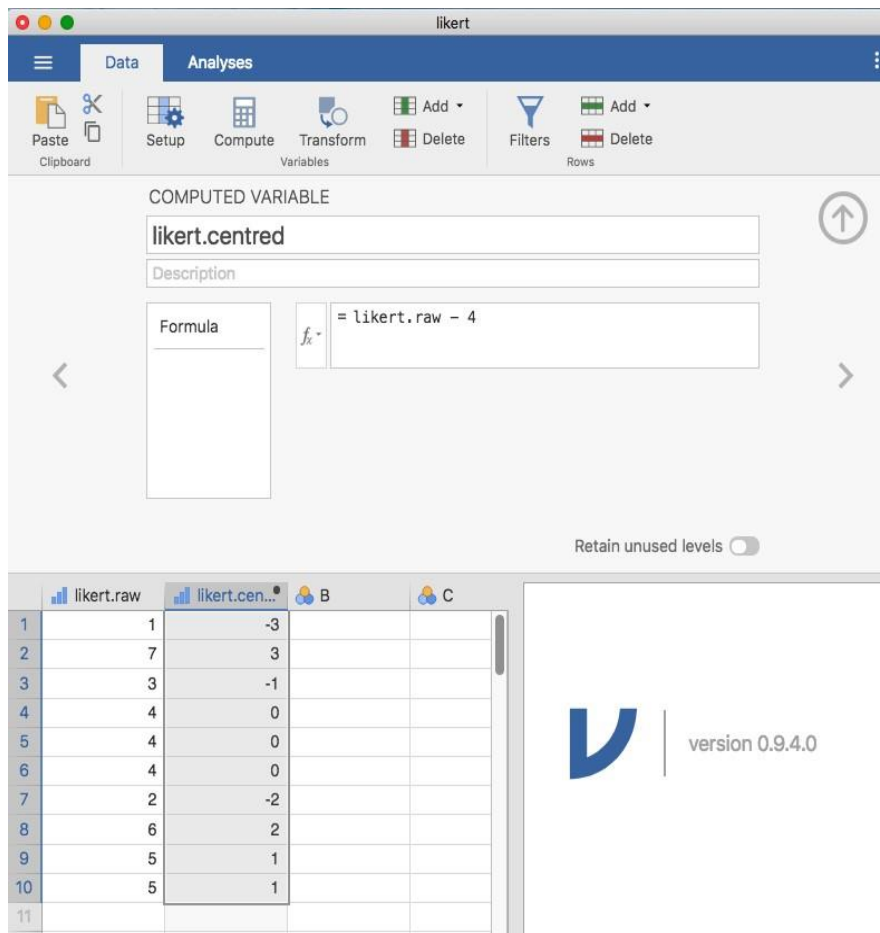 likert
Data Analyses
Paste Setup Compute Transform Add Delete Filters Add Delete
Clipboard Variables Rows
COMPUTED VARIABLE
likert.centred
Description
Formula
fx
= likert.raw - 4
Retain unused levels
likert.raw likert.cen... B C
1 1 -3
2 7 3
3 3 -1
4 4 0
5 4 0
6 4 0
7 2 -2
8 6 2
9 5 1
10 5 1
11
version 0.9.4.0